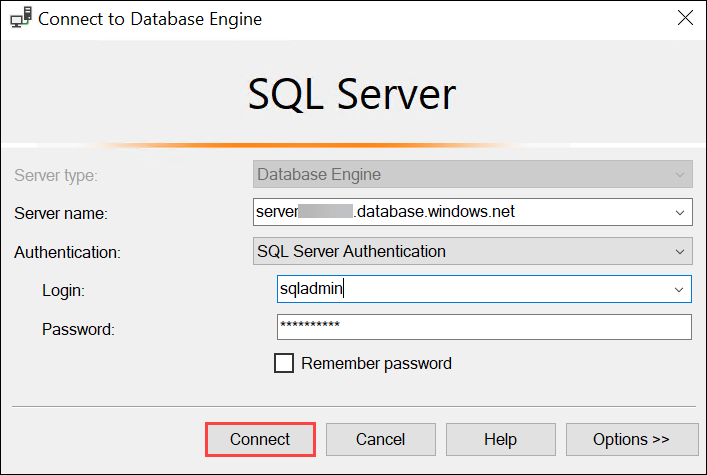 Connect to Database Engine
SQL Server
Server type: Database Engine
Server name: server .database.windows.net
Authentication: SQL Server Authentication
Login: sqladmin
Password: **********
Remember password
Connect Cancel Help Options >>